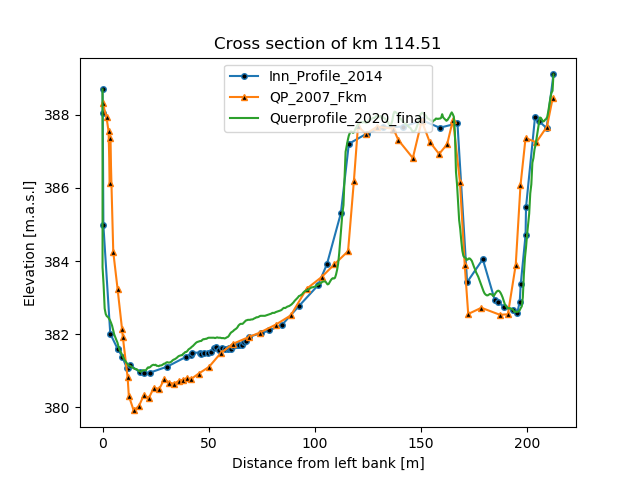 Cross section of km 114.51
Inn_Profile_2014
QP_2007_Fkm
Querprofile_2020_final
388
386
384
382
380
Elevation [m.a.s.l]
0
50
100
150
200
Distance from left bank [m]